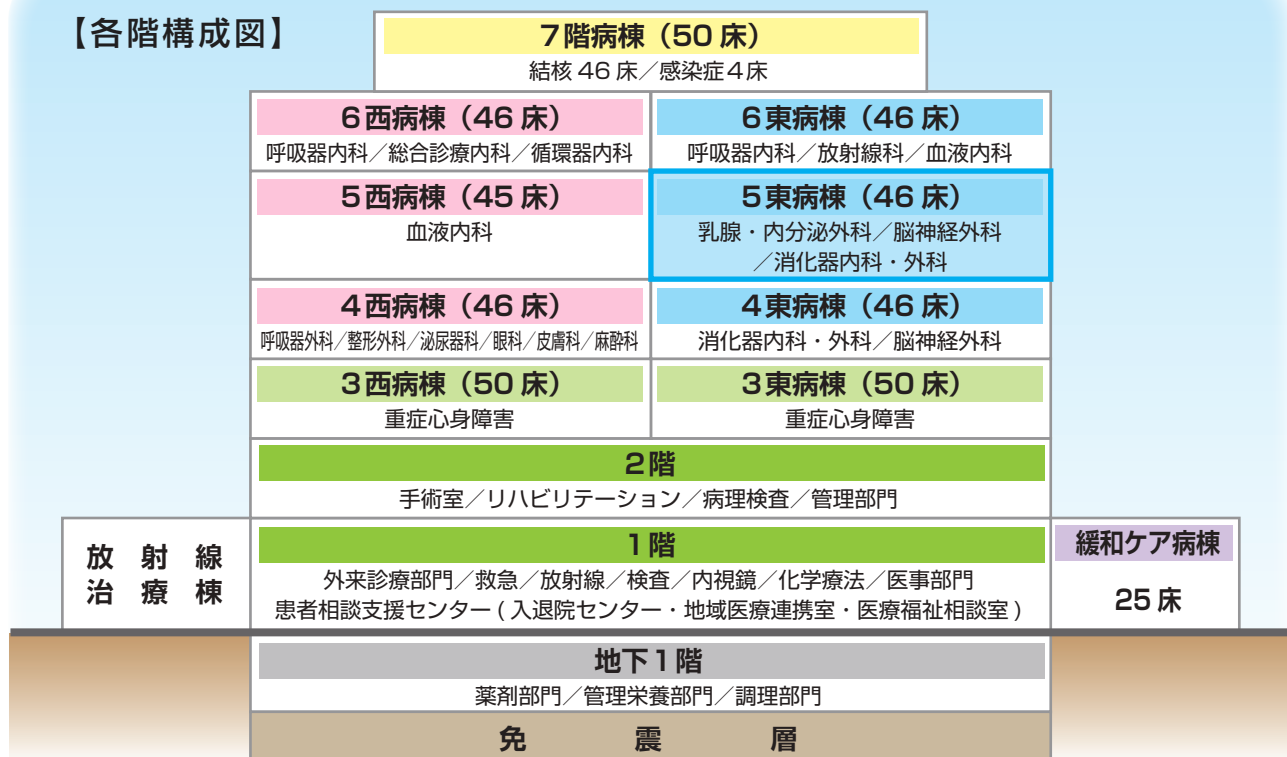 【各階構成図】
7階病棟（50床）
結核46床／感染症4床
6西病棟（46床）
呼吸器内科／総合診療内科／循環器内科
6東病棟（46床）
呼吸器内科／放射線科／血液内科
5西病棟（45床）
血液内科
5東病棟（46床）
乳腺・内分泌外科／脳神経外科
／消化器内科・外科
4西病棟（46床）
呼吸器外科／整形外科／泌尿器科／眼科／皮膚科／麻酔科
4東病棟（46床）
消化器内科・外科／脳神経外科
3西病棟（50床）
重症心身障害
3東病棟（50床）
重症心身障害
2階
手術室／リハビリテーション／病理検査／管理部門
放射線
治療棟
1階
外来診療部門／救急／放射線／検査／内視鏡／化学療法／医事部門
患者相談支援センター(入退院センター・地域医療連携室・医療福祉相談室)
緩和ケア病棟
25床
地下1階
薬剤部門／管理栄養部門／調理部門
免震層